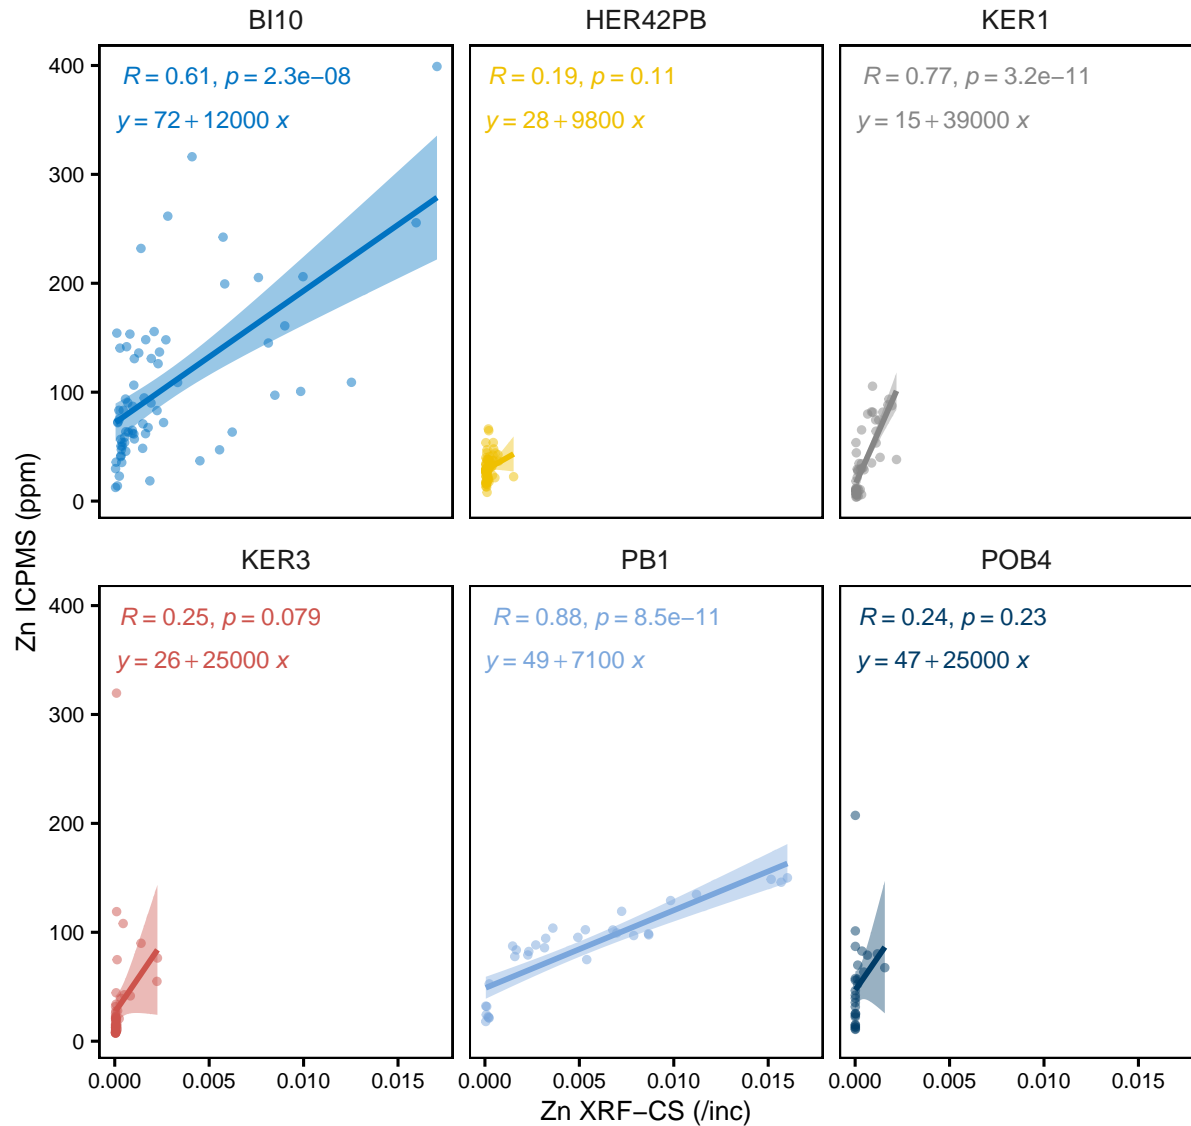 BI10 HER42PB KER1
R = 0.61, p = 2.3e−08 R = 0.19, p = 0.11 R = 0.77, p = 3.2e−11
y = 72 + 12000 x y = 28 + 9800 x y = 15 + 39000 x
400
300
200
100
0
Zn ICPMS (ppm)
KER3 PB1 POB4
R = 0.25, p = 0.079 R = 0.88, p = 8.5e−11 R = 0.24, p = 0.23
y = 26 + 25000 x y = 49 + 7100 x y = 47 + 25000 x
400
300
200
100
0
0.000 0.005 0.010 0.015 0.000 0.005 0.010 0.015 0.000 0.005 0.010 0.015
Zn XRF−CS (/inc)